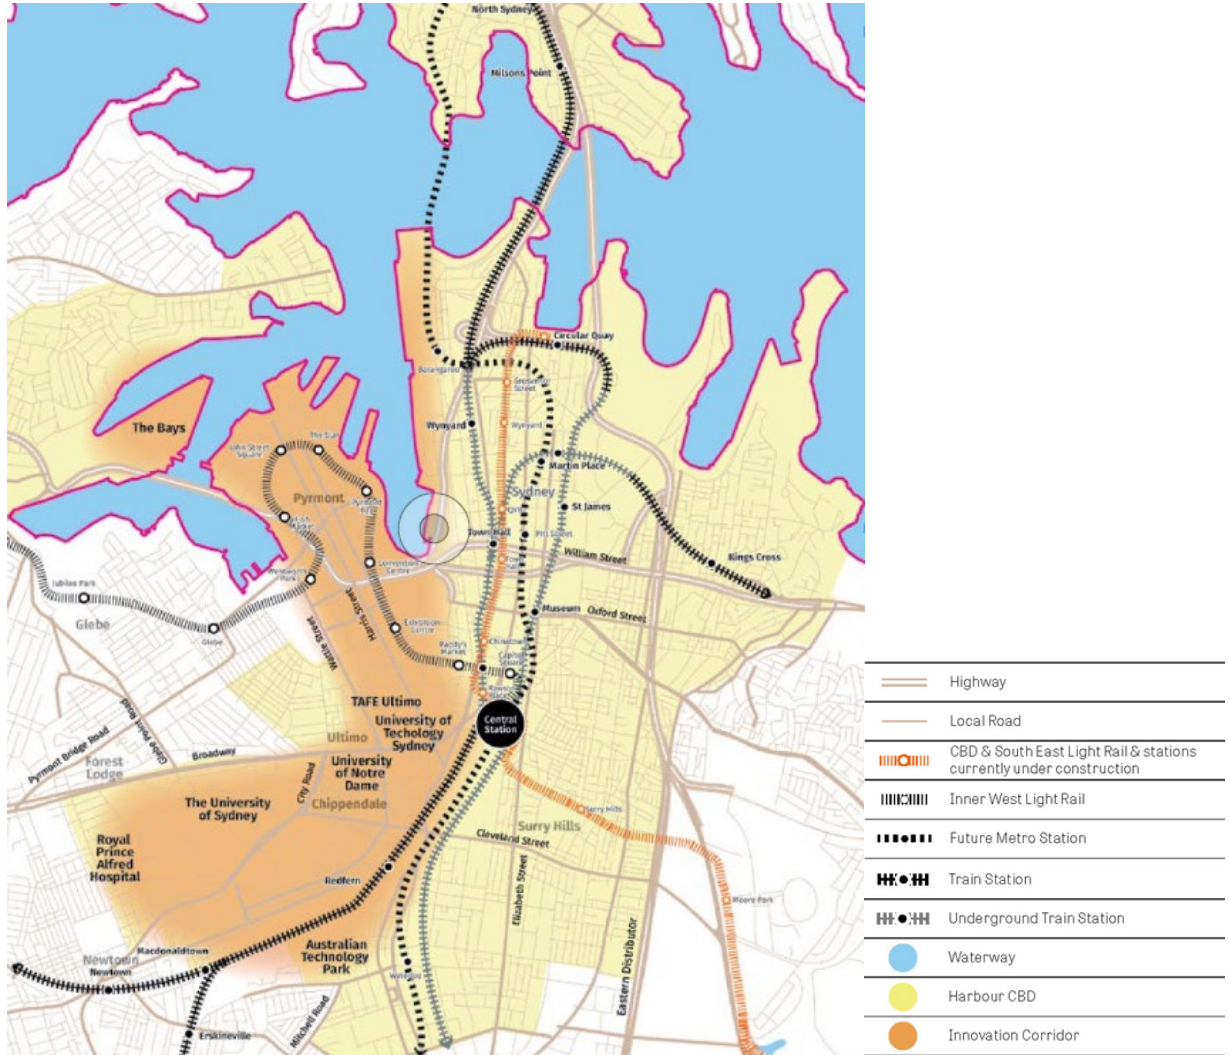 North Sydney
Milsons Point
Circular Quay
Barangaroo
Grosvenor
Street
Wynyard
Wynyard
Martin Place
Sydney
St James
The Bays
John Street
Square
The Star
Pyrmont
Pyrmont
Bay
Fish
Market
Town Hall
Pitt Street
William Street
Kings Cross
Wentworth
Park
Convention
Centre
Jubilee Park
Glebe
Glebe
Wattle Street
Harris Street
Exhibition
Centre
Museum
Oxford Street
Paddy's
Market
Chinatown
Capitol
Square
Rawson
Place
TAFE Ultimo
University of
Techology
Sydney
Central
Station
Ultimo
Broadway
Glebe Point Road
Pyrmont Bridge Road
Forest
Lodge
University
of Notre
Dame
City Road
Chippendale
The University
of Sydney
Royal
Prince
Alfred
Hospital
Surry Hills
Surry Hills
Cleveland Street
Redfern
Elizabeth Street
Moore Park
Eastern Distributor
Macdonaldtown
Newtown
Newtown
Australian
Technology
Park
Waterloo
Mitchell Road
Erskineville
Highway
Local Road
CBD & South East Light Rail & stations
currently under construction
Inner West Light Rail
Future Metro Station
Train Station
Underground Train Station
Waterway
Harbour CBD
Innovation Corridor